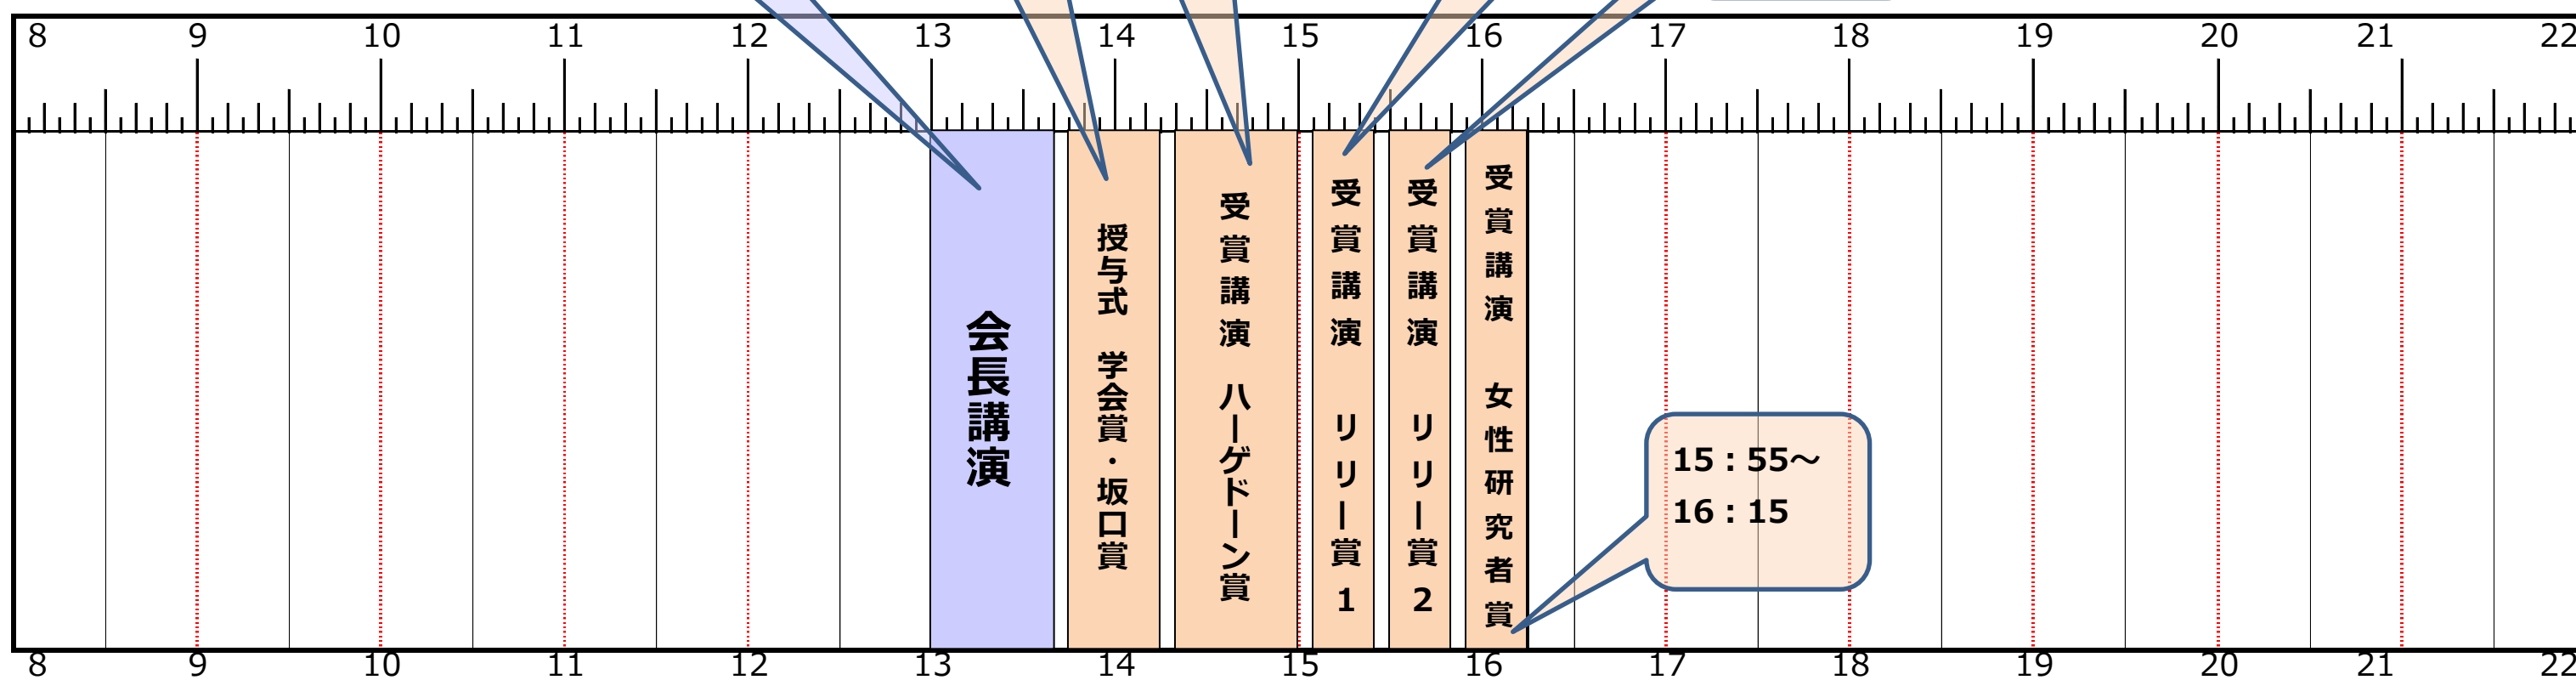 8 9 10 11 12 13 14 15 16 17 18 19 20 21 22
会長講演
授与式 学会賞・坂口賞
受賞講演 ハーゲドーン賞
受賞講演 リリー賞1
受賞講演 リリー賞2
受賞講演 女性研究者賞
15：55～
16：15
8 9 10 11 12 13 14 15 16 17 18 19 20 21 22